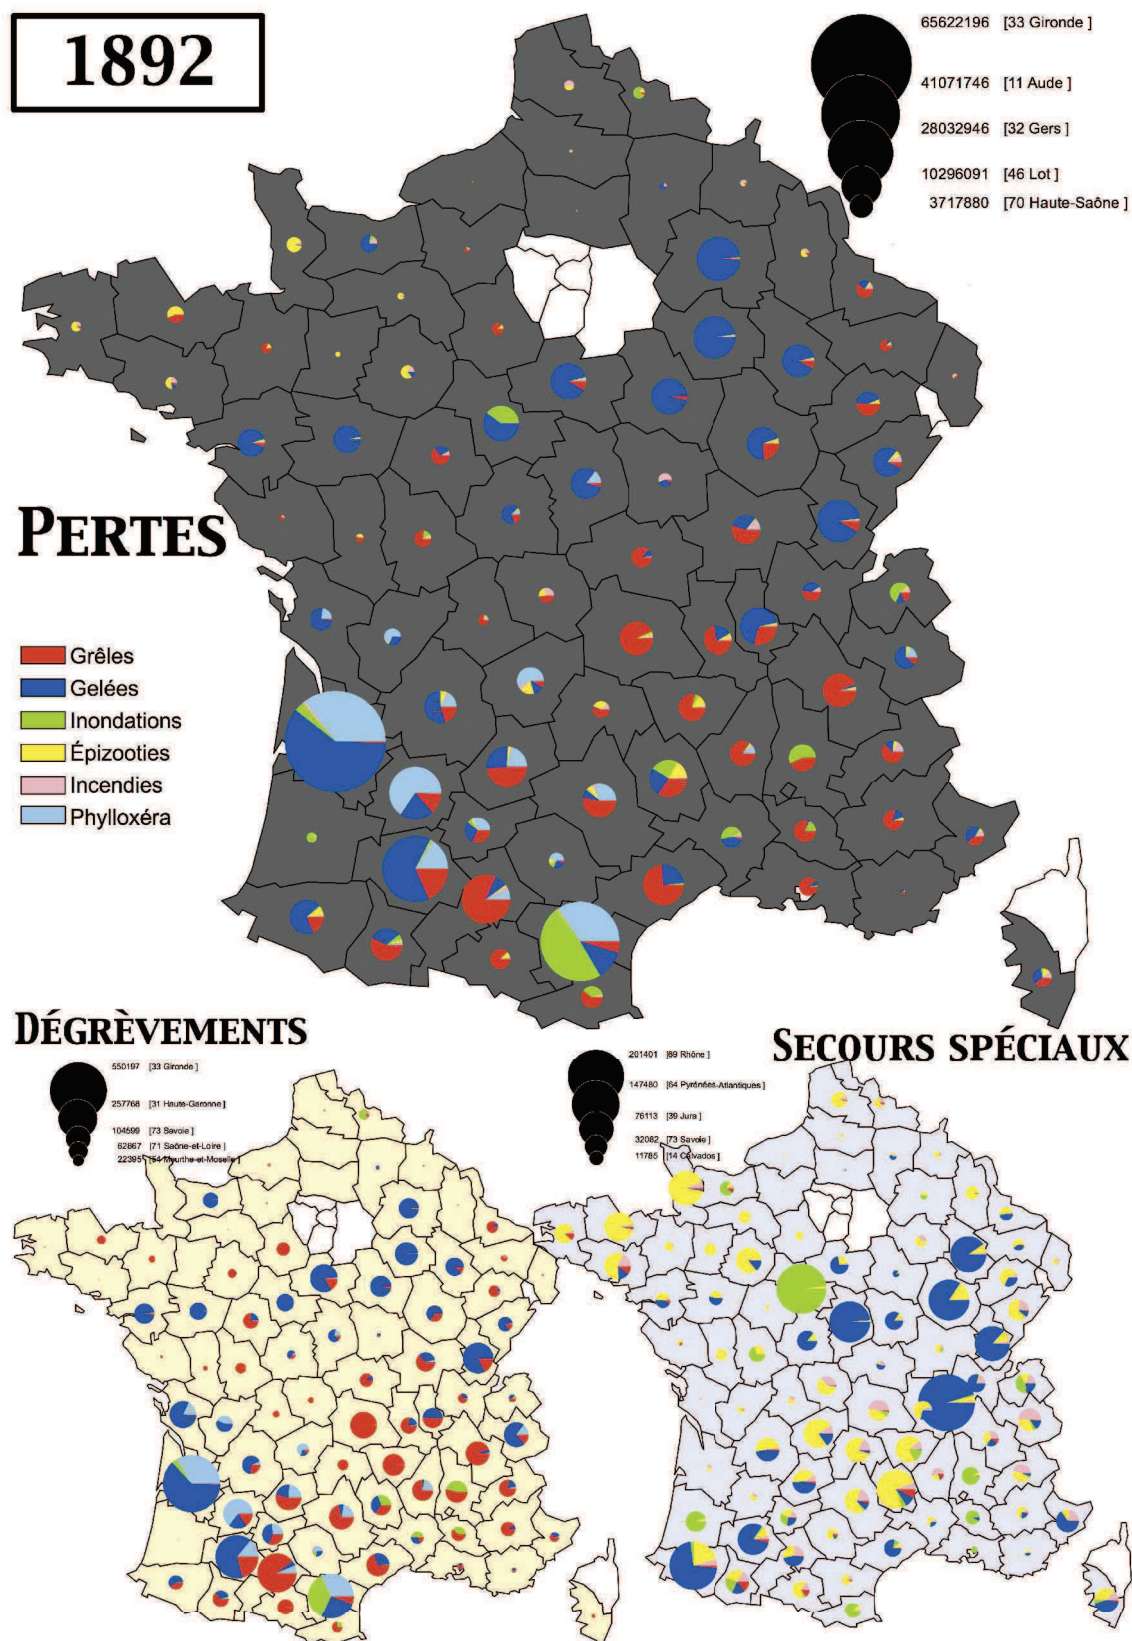 1892
65622196 [33 Gironde ]
41071746 [11 Aude ]
28032946 [32 Gers ]
10296091 [46 Lot ]
3717880 [70 Haute-Saône ]
PERTES
Grêles
Gelées
Inondations
Épizooties
Incendies
Phylloxéra
DÉGRÈVEMENTS
550197 [33 Gironde ]
257768 [31 Haute-Garonne ]
104599 [73 Savoie ]
62867 [71 Saône-et-Loire ]
22395 [54 Meurthe-et-Moselle ]
SECOURS SPÉCIAUX
201401 [69 Rhône ]
147480 [64 Pyrénées-Atlantiques ]
76113 [39 Jura ]
32082 [73 Savoie ]
11785 [14 Calvados ]